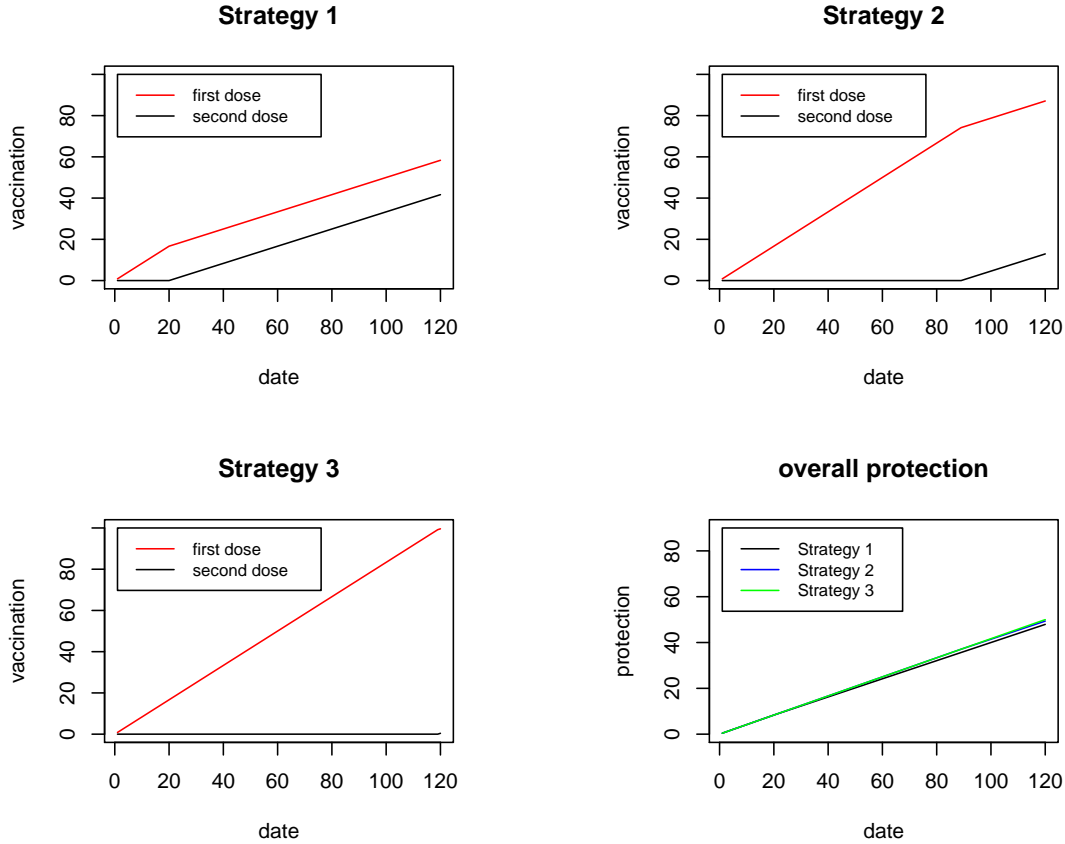 Strategy 1
vaccination
0 20 40 60 80
first dose
second dose
0 20 40 60 80 100 120
date
Strategy 2
vaccination
0 20 40 60 80
first dose
second dose
0 20 40 60 80 100 120
date
Strategy 3
vaccination
0 20 40 60 80
first dose
second dose
0 20 40 60 80 100 120
date
overall protection
protection
0 20 40 60 80
Strategy 1
Strategy 2
Strategy 3
0 20 40 60 80 100 120
date